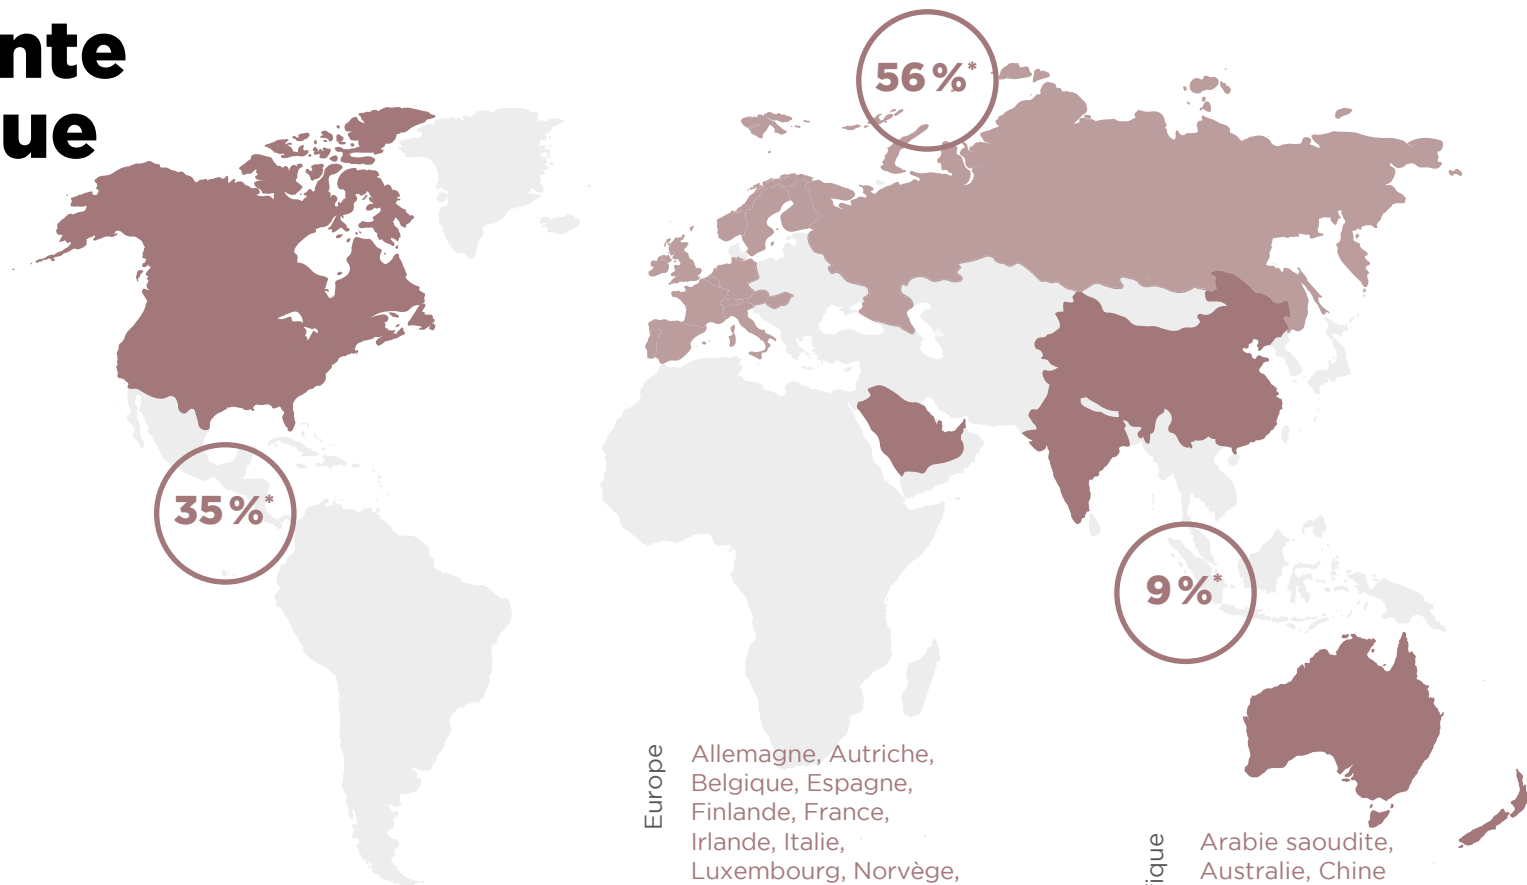 nte
ue
56 %*
35 %*
9 %*
Europe
Allemagne, Autriche,
Belgique, Espagne,
Finlande, France,
Irlande, Italie,
Luxembourg, Norvège,
ique
Arabie saoudite,
Australie, Chine